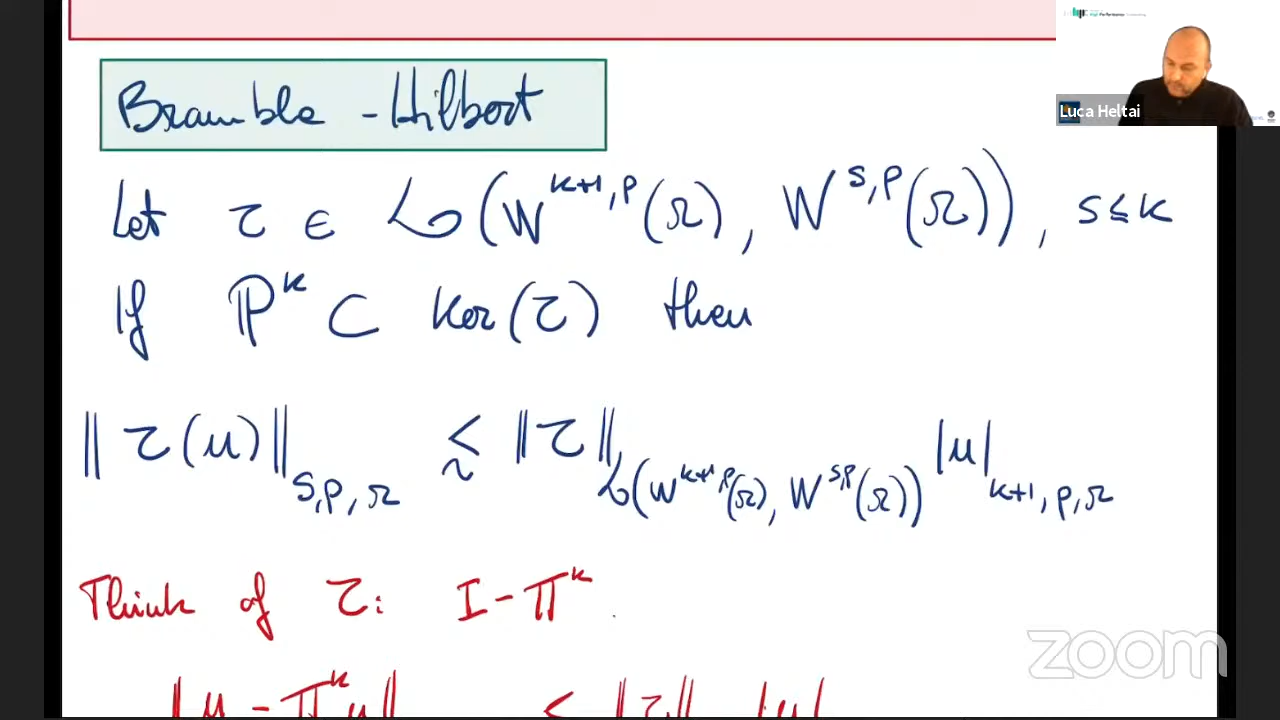 Bramble - Hilbert
Let τ ∈ L(W^{k+1,p}(Ω), W^{s,p}(Ω)), s ≤ k
If ℙ^k ⊂ Ker(τ) then
‖τ(u)‖_{s,p,Ω} ≲ ‖τ‖_{L(W^{k+1,p}(Ω), W^{s,p}(Ω))} |u|_{k+1,p,Ω}
Think of τ: I - Π^k
‖u - Π^k u‖ ≤ ‖τ‖ |u|
Luca Heltai
zoom